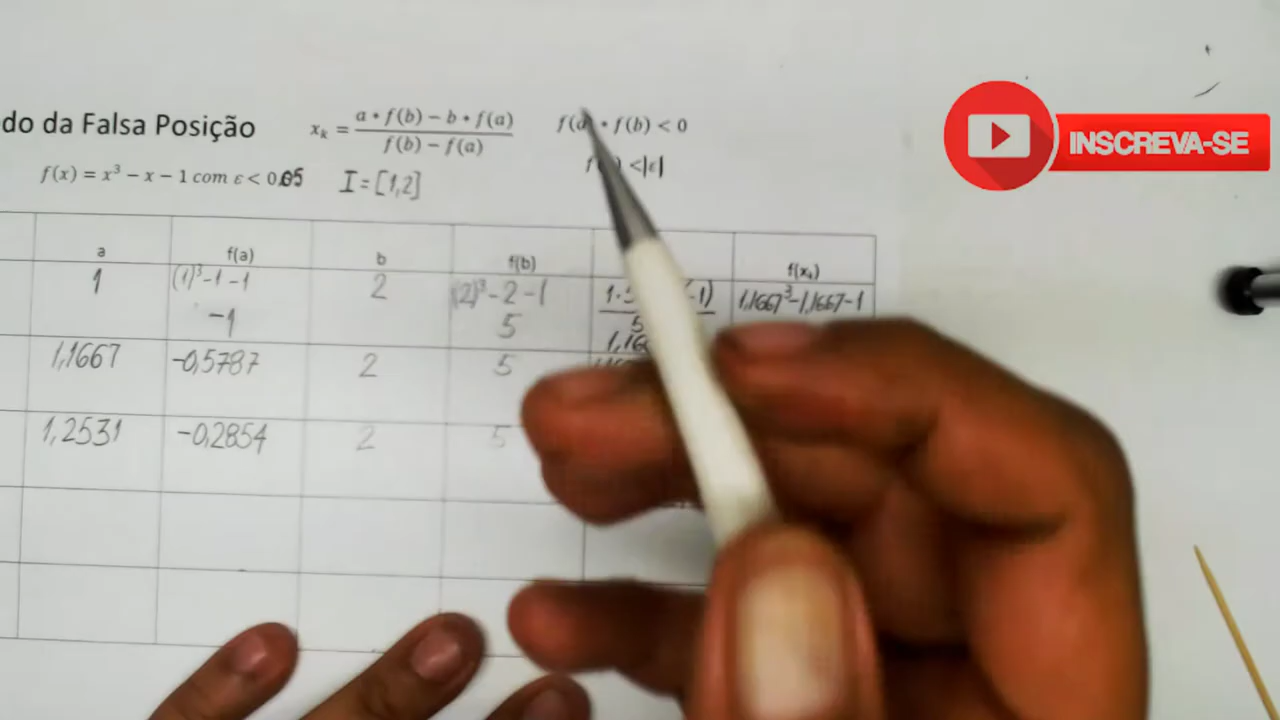 do da Falsa Posição
x_k = (a * f(b) − b * f(a)) / (f(b) − f(a))
f(a) * f(b) < 0
<|ε|
f(x) = x³ − x − 1 com ε < 0,05 I = [1,2]
INSCREVA-SE
a f(a) b f(b) f(xₖ)
1 (1)³-1-1 2 (2)³-2-1 1,1667³-1,1667-1
-1 5
1,1667 -0,5787 2 5
1,2531 -0,2854 2 5